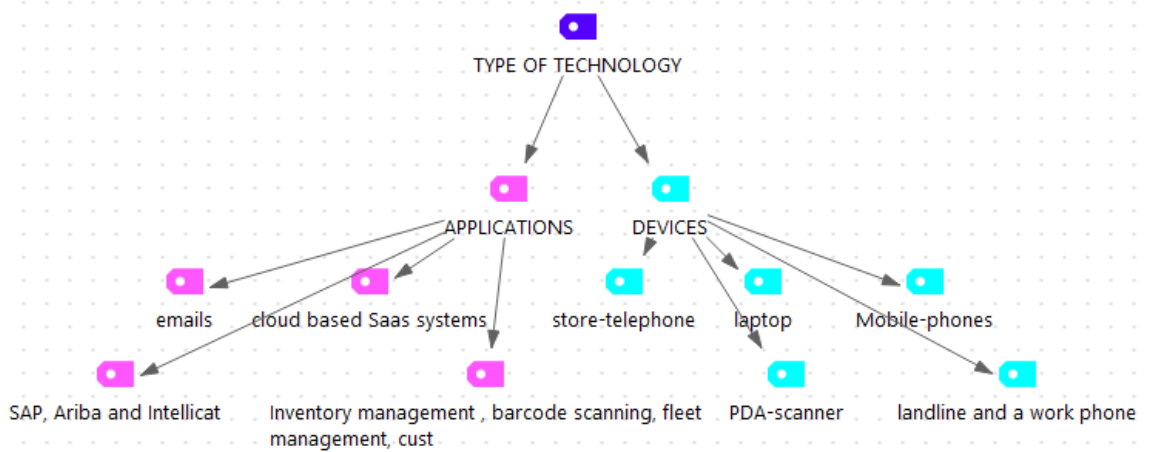 TYPE OF TECHNOLOGY
APPLICATIONS
DEVICES
emails
cloud based Saas systems
store-telephone
laptop
Mobile-phones
SAP, Ariba and Intellicat
Inventory management , barcode scanning, fleet
management, cust
PDA-scanner
landline and a work phone